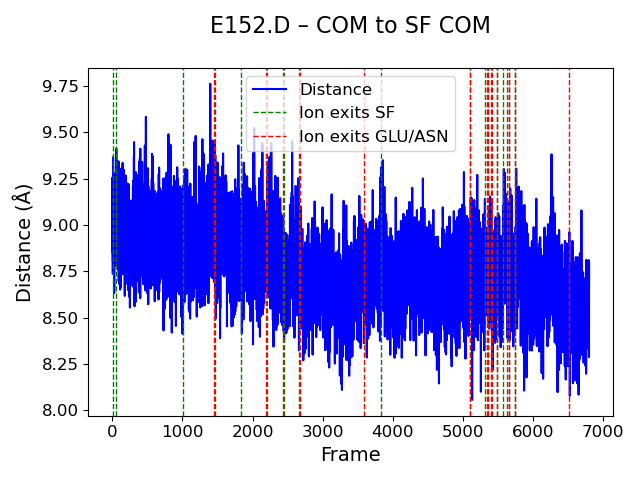 E152.D – COM to SF COM
Distance
Ion exits SF
Ion exits GLU/ASN
Distance (Å)
9.75
9.50
9.25
9.00
8.75
8.50
8.25
8.00
0 1000 2000 3000 4000 5000 6000 7000
Frame